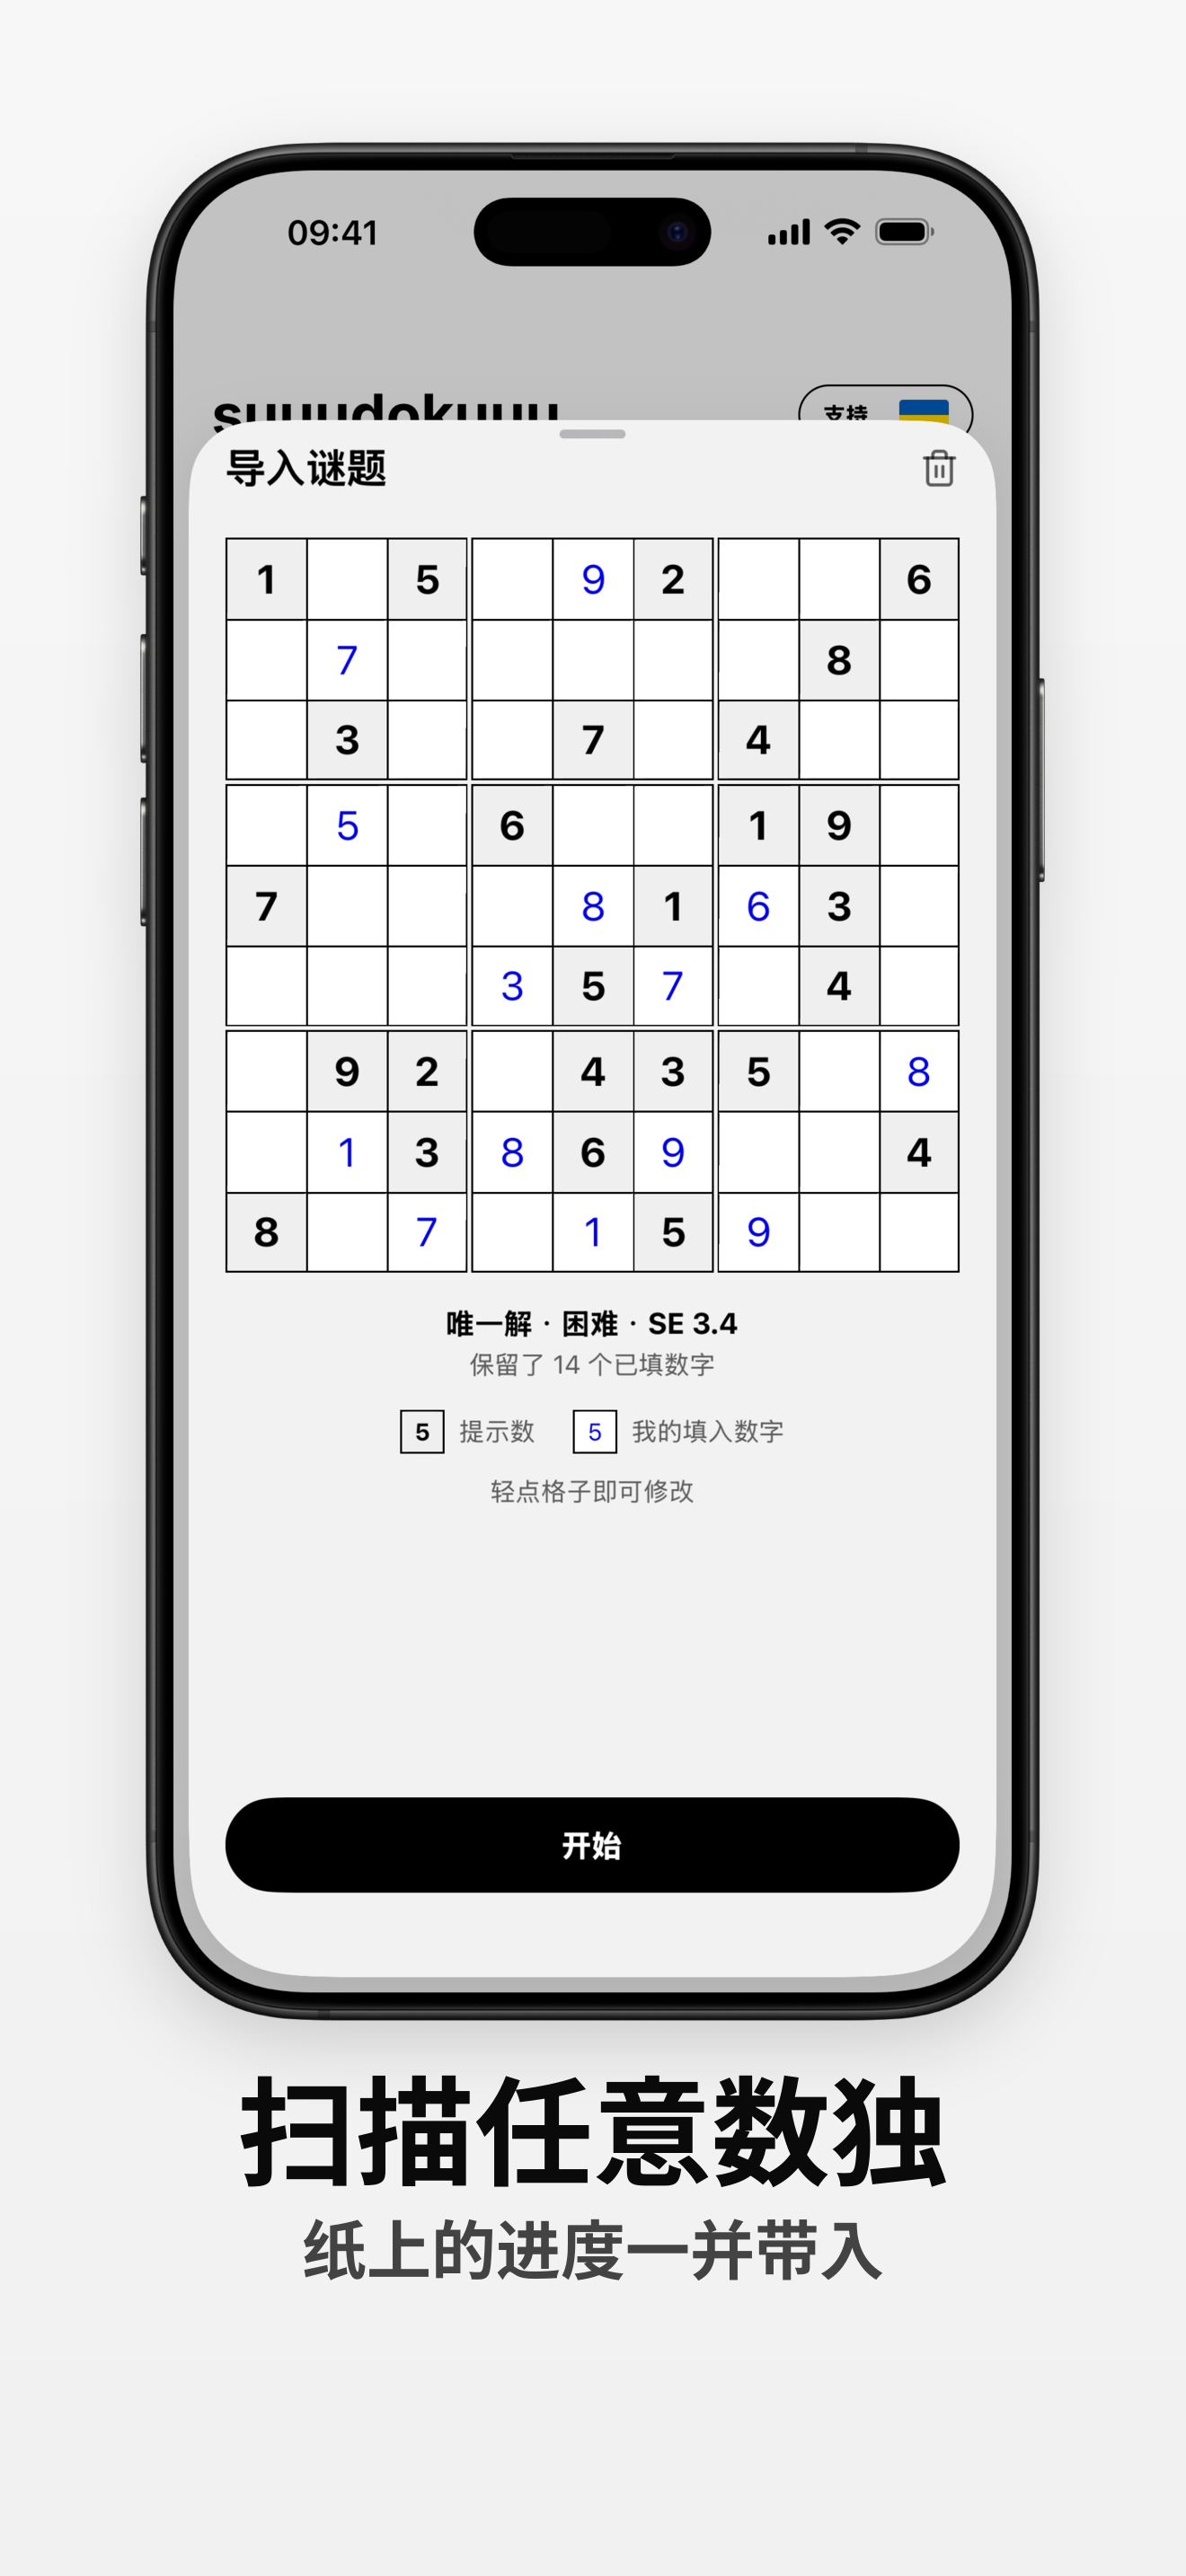 09:41
suuudokuuu 支持
导入谜题
1 5 9 2 6
7 8
3 7 4
5 6 1 9
7 8 1 6 3
3 5 7 4
9 2 4 3 5 8
1 3 8 6 9 4
8 7 1 5 9
唯一解 · 困难 · SE 3.4
保留了 14 个已填数字
5 提示数 5 我的填入数字
轻点格子即可修改
开始
扫描任意数独
纸上的进度一并带入